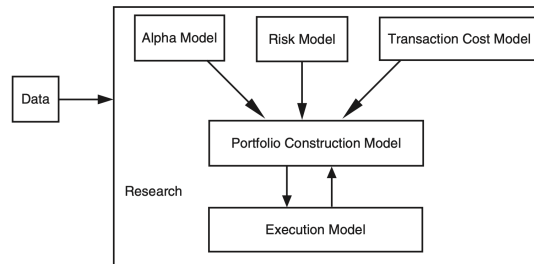 Alpha Model
Risk Model
Transaction Cost Model
Data
Portfolio Construction Model
Research
Execution Model